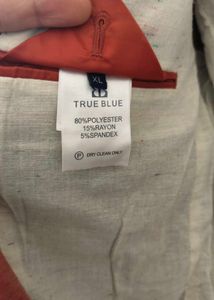 XL
TRUE BLUE
80%POLYESTER
15%RAYON
5%SPANDEX
P DRY CLEAN ONLY